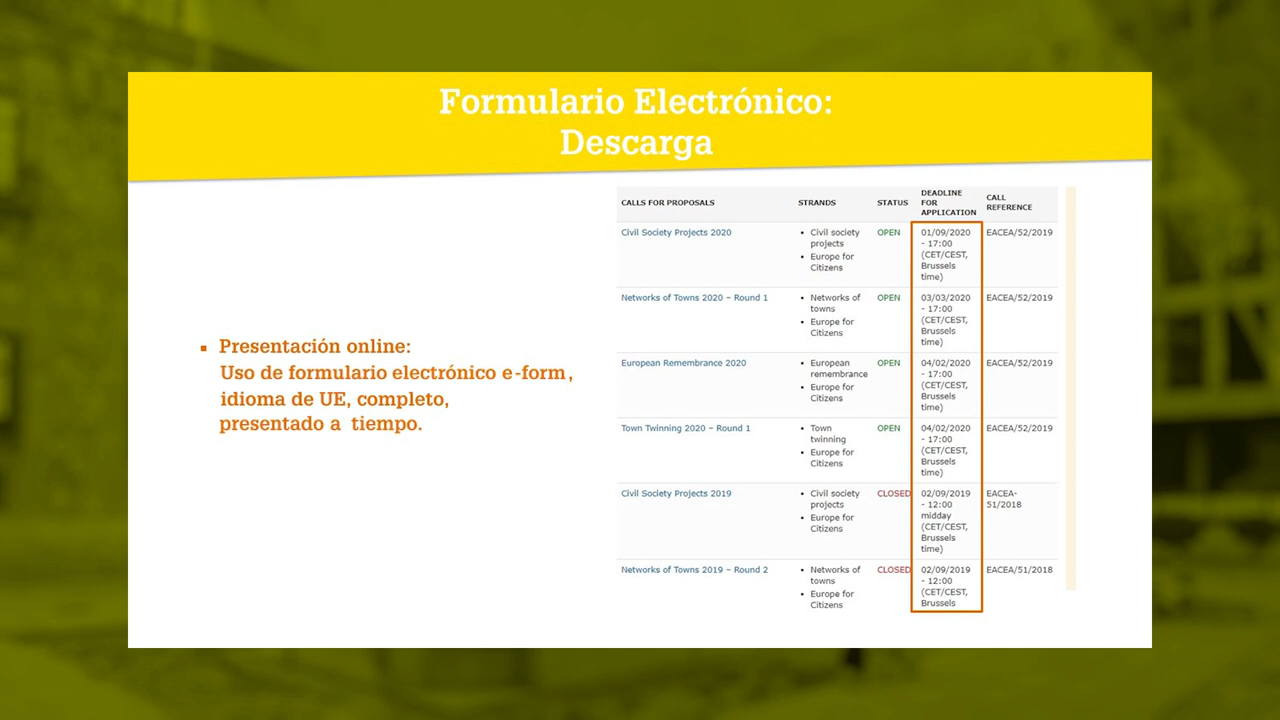 Formulario Electrónico:
Descarga
▪ Presentación online:
Uso de formulario electrónico e-form,
idioma de UE, completo,
presentado a tiempo.
CALLS FOR PROPOSALS STRANDS STATUS DEADLINE FOR APPLICATION CALL REFERENCE
Civil Society Projects 2020 • Civil society projects • Europe for Citizens OPEN 01/09/2020 - 17:00 (CET/CEST, Brussels time) EACEA/52/2019
Networks of Towns 2020 – Round 1 • Networks of towns • Europe for Citizens OPEN 03/03/2020 - 17:00 (CET/CEST, Brussels time) EACEA/52/2019
European Remembrance 2020 • European remembrance • Europe for Citizens OPEN 04/02/2020 - 17:00 (CET/CEST, Brussels time) EACEA/52/2019
Town Twinning 2020 – Round 1 • Town twinning • Europe for Citizens OPEN 04/02/2020 - 17:00 (CET/CEST, Brussels time) EACEA/52/2019
Civil Society Projects 2019 • Civil society projects • Europe for Citizens CLOSED 02/09/2019 - 12:00 midday (CET/CEST, Brussels time) EACEA-51/2018
Networks of Towns 2019 – Round 2 • Networks of towns • Europe for Citizens CLOSED 02/09/2019 - 12:00 (CET/CEST, Brussels EACEA/51/2018